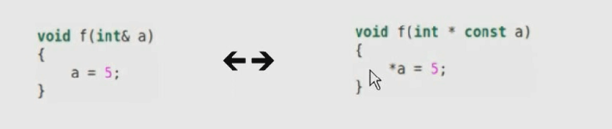 void f(int& a)
{
    a = 5;
}
void f(int * const a)
{
    *a = 5;
}